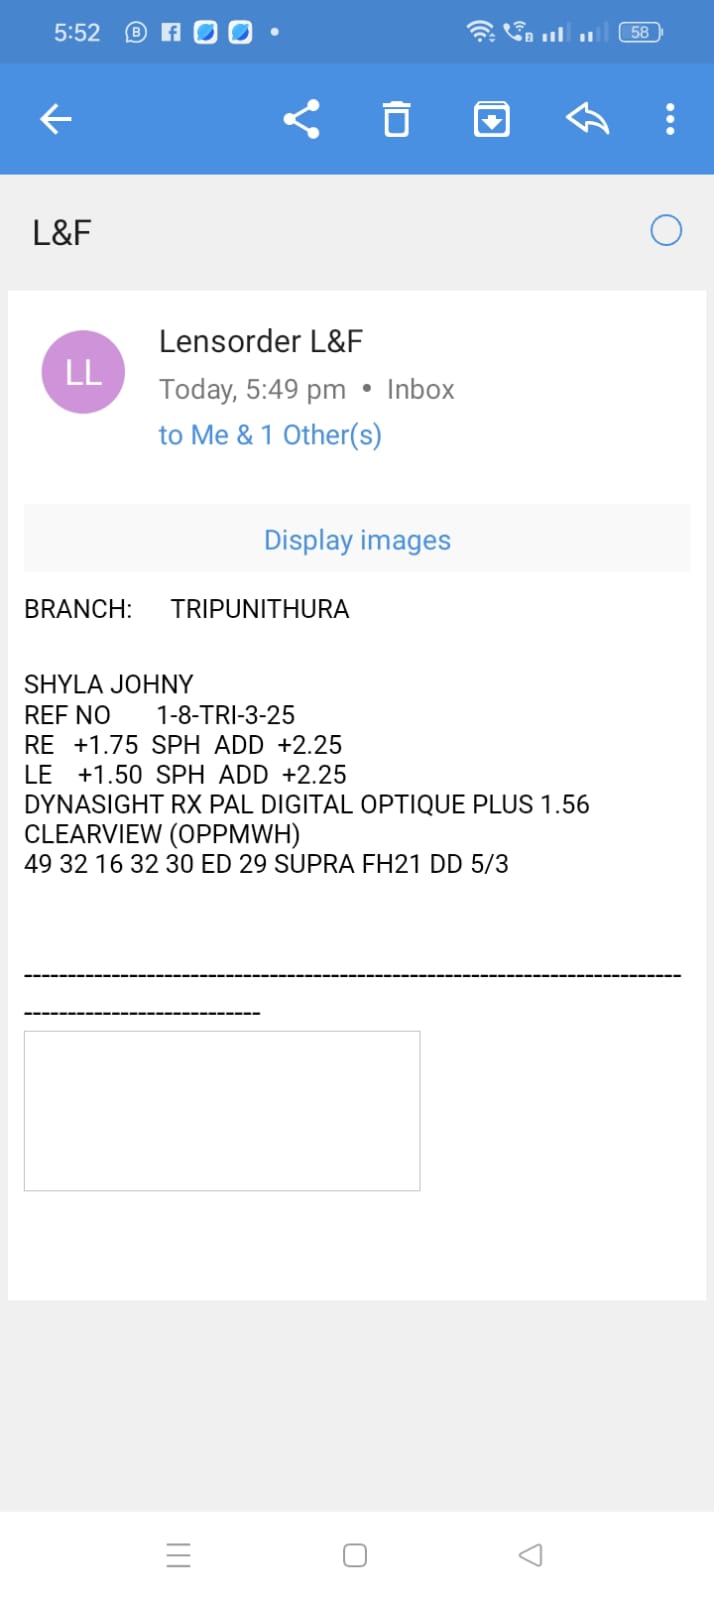 5:52
58
L&F
LL
Lensorder L&F
Today, 5:49 pm • Inbox
to Me & 1 Other(s)
Display images
BRANCH: TRIPUNITHURA
SHYLA JOHNY
REF NO 1-8-TRI-3-25
RE +1.75 SPH ADD +2.25
LE +1.50 SPH ADD +2.25
DYNASIGHT RX PAL DIGITAL OPTIQUE PLUS 1.56
CLEARVIEW (OPPMWH)
49 32 16 32 30 ED 29 SUPRA FH21 DD 5/3
---------------------------------------------------------------------------
---------------------------